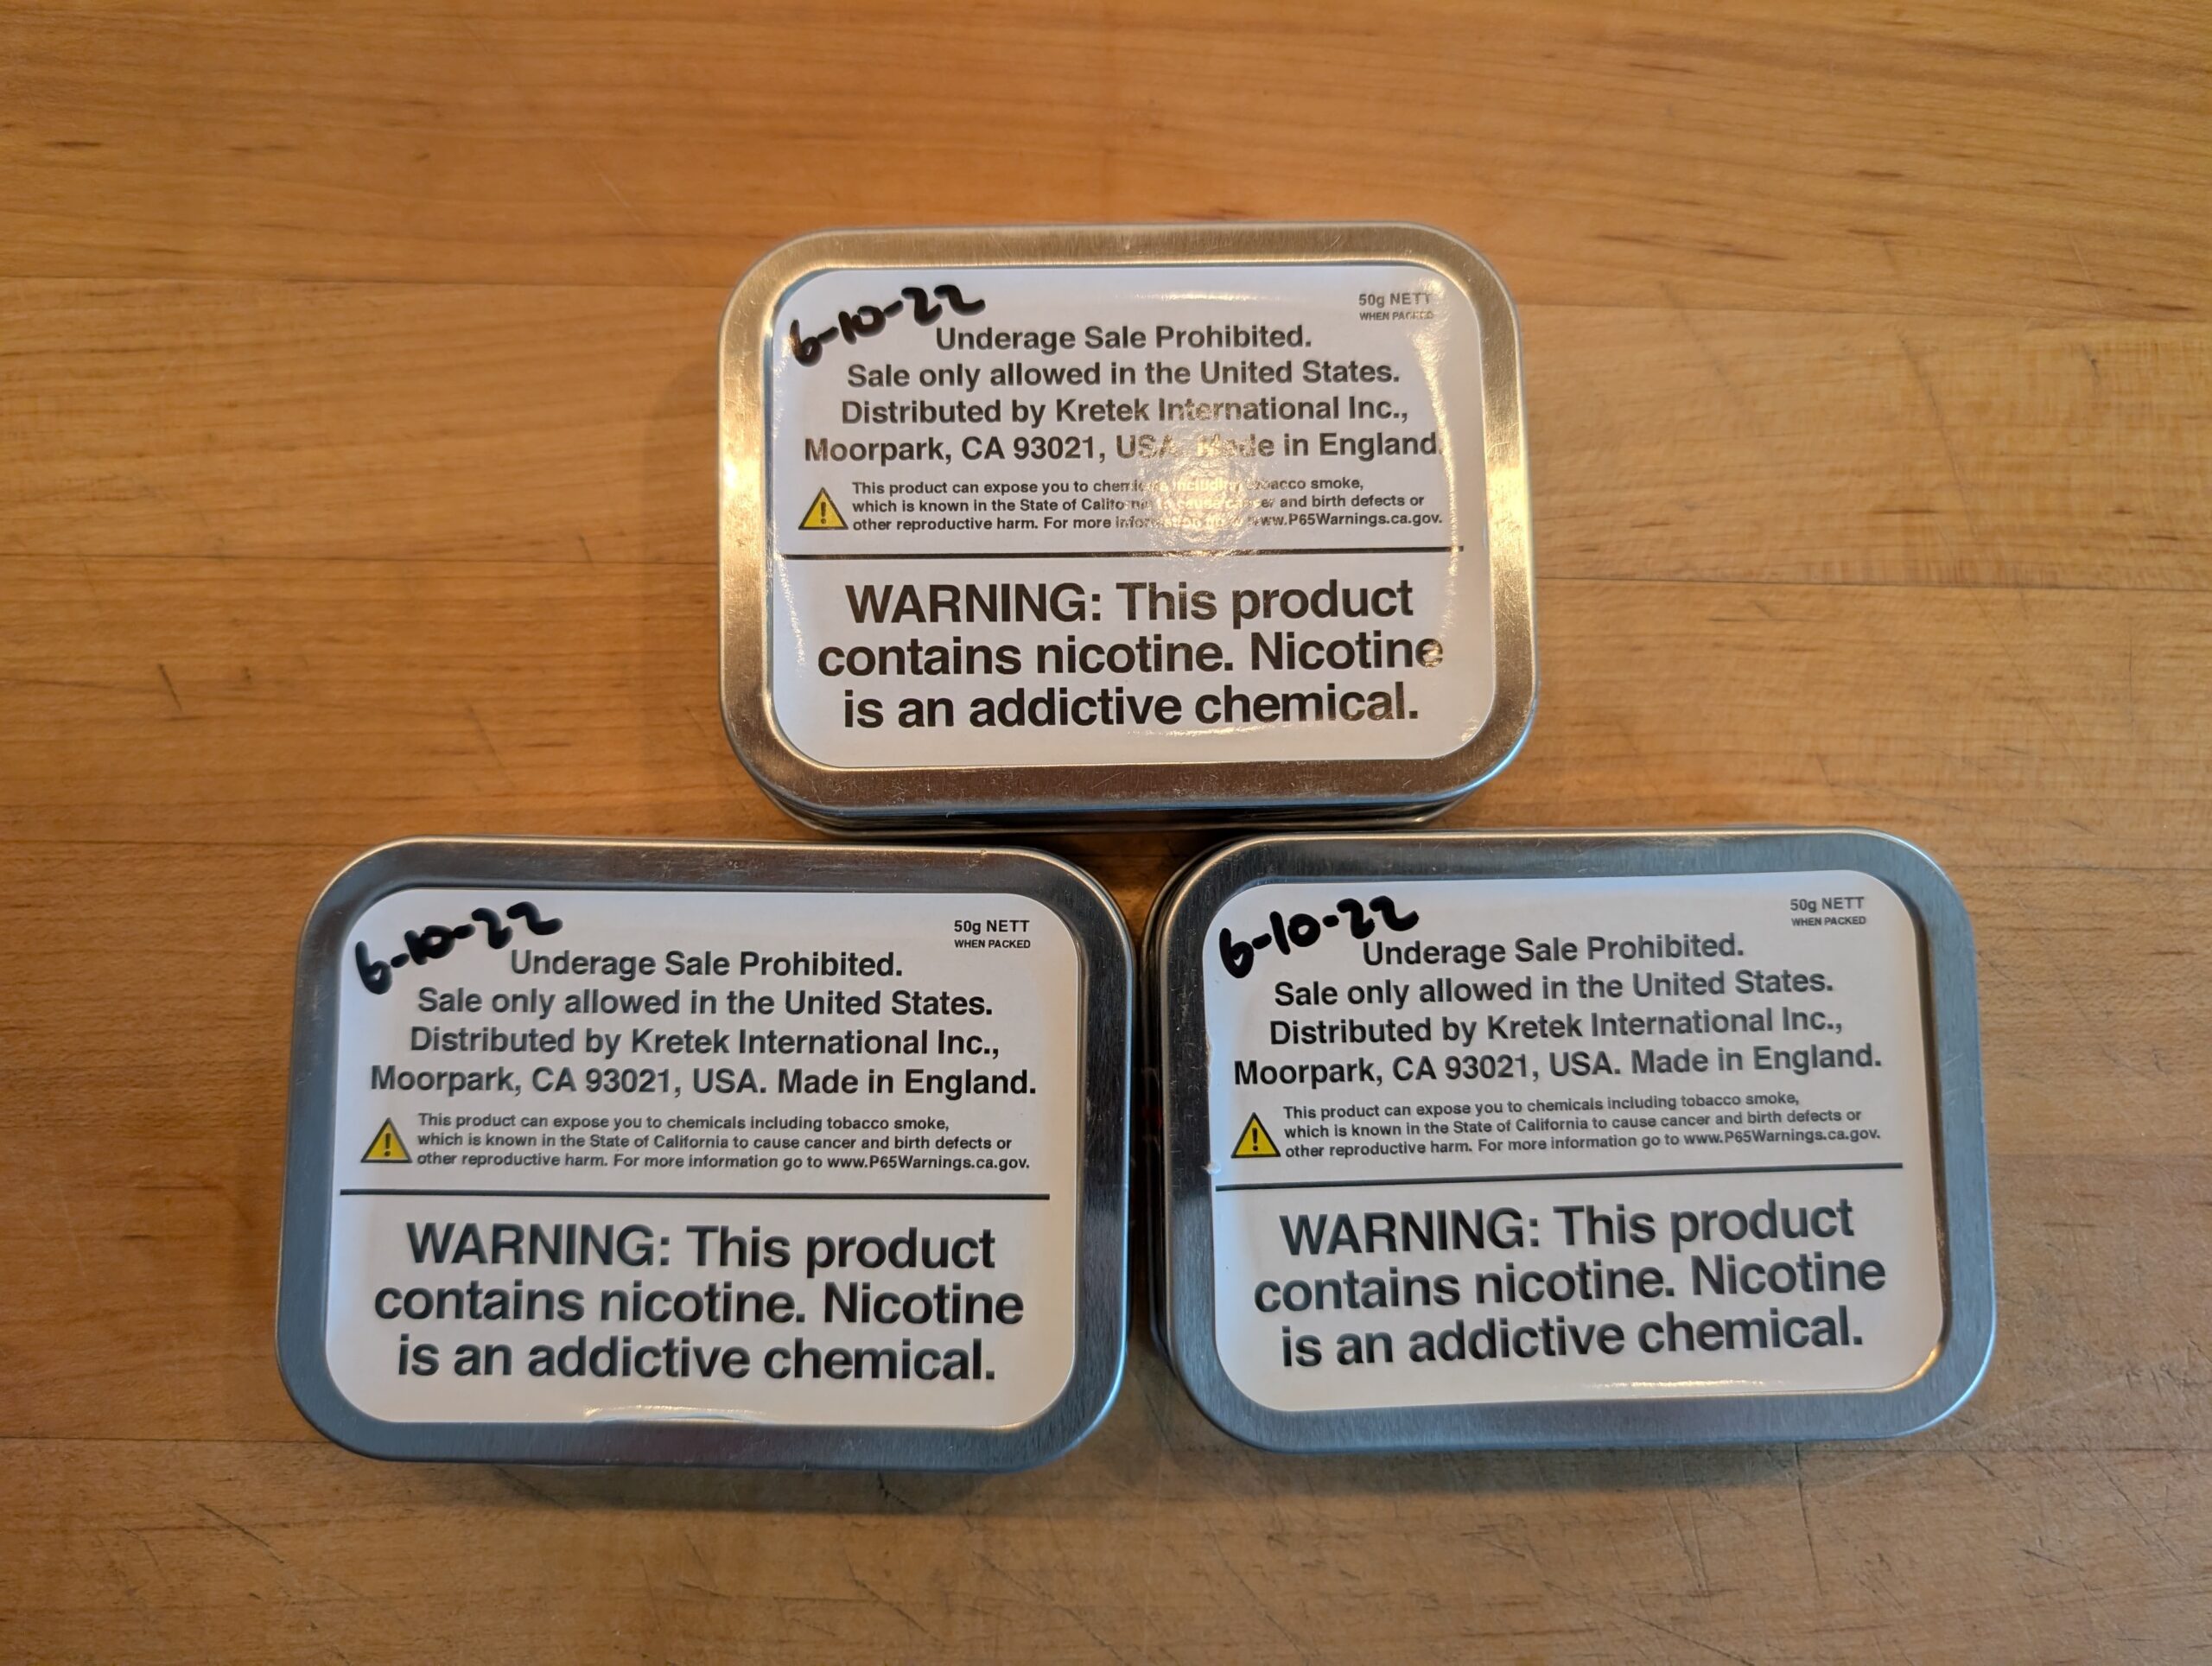 6-10-22
50g NETT
WHEN PACKED
Underage Sale Prohibited.
Sale only allowed in the United States.
Distributed by Kretek International Inc.,
Moorpark, CA 93021, USA. Made in England.
This product can expose you to chemicals including tobacco smoke,
which is known in the State of California to cause cancer and birth defects or
other reproductive harm. For more information go to www.P65Warnings.ca.gov.
WARNING: This product
contains nicotine. Nicotine
is an addictive chemical.
6-10-22
50g NETT
WHEN PACKED
Underage Sale Prohibited.
Sale only allowed in the United States.
Distributed by Kretek International Inc.,
Moorpark, CA 93021, USA. Made in England.
This product can expose you to chemicals including tobacco smoke,
which is known in the State of California to cause cancer and birth defects or
other reproductive harm. For more information go to www.P65Warnings.ca.gov.
WARNING: This product
contains nicotine. Nicotine
is an addictive chemical.
6-10-22
50g NETT
WHEN PACKED
Underage Sale Prohibited.
Sale only allowed in the United States.
Distributed by Kretek International Inc.,
Moorpark, CA 93021, USA. Made in England.
This product can expose you to chemicals including tobacco smoke,
which is known in the State of California to cause cancer and birth defects or
other reproductive harm. For more information go to www.P65Warnings.ca.gov.
WARNING: This product
contains nicotine. Nicotine
is an addictive chemical.